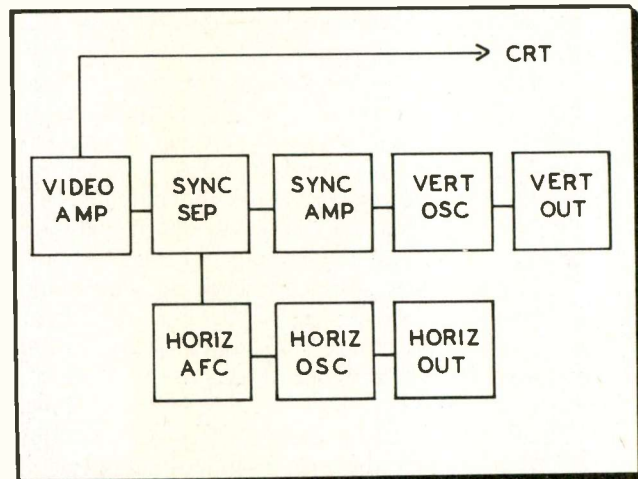 CRT
VIDEO
AMP
SYNC
SEP
SYNC
AMP
VERT
OSC
VERT
OUT
HORIZ
AFC
HORIZ
OSC
HORIZ
OUT